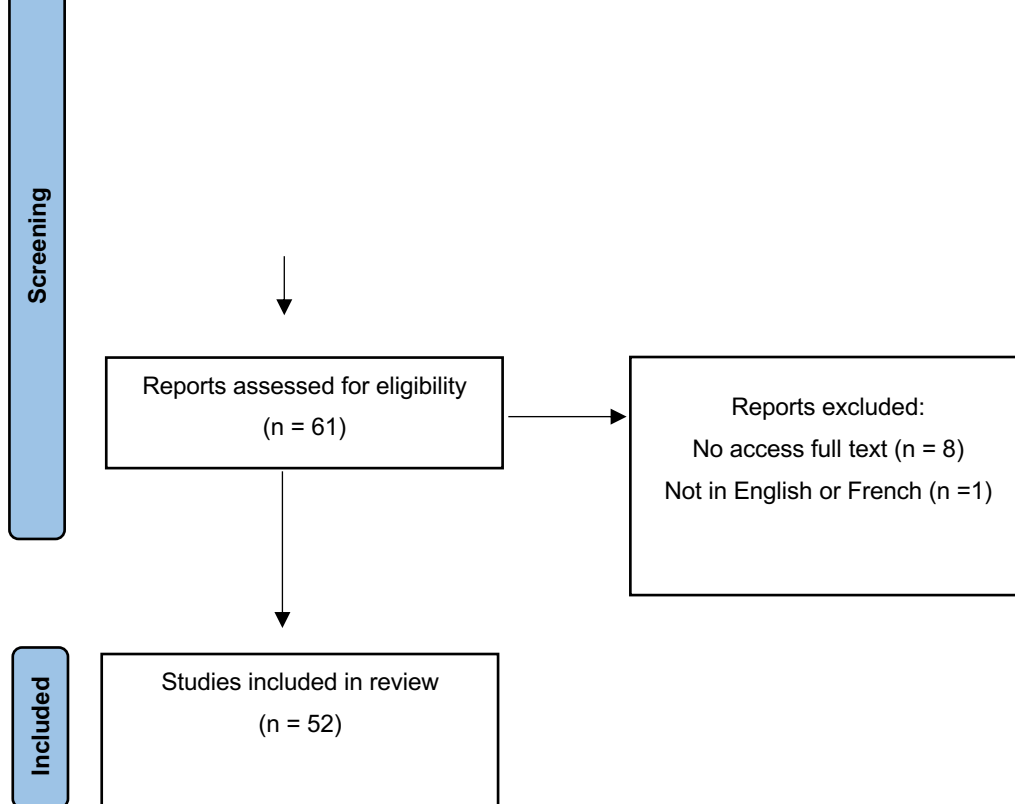 Screening
Reports assessed for eligibility
(n = 61)
Reports excluded:
No access full text (n = 8)
Not in English or French (n =1)
Included
Studies included in review
(n = 52)